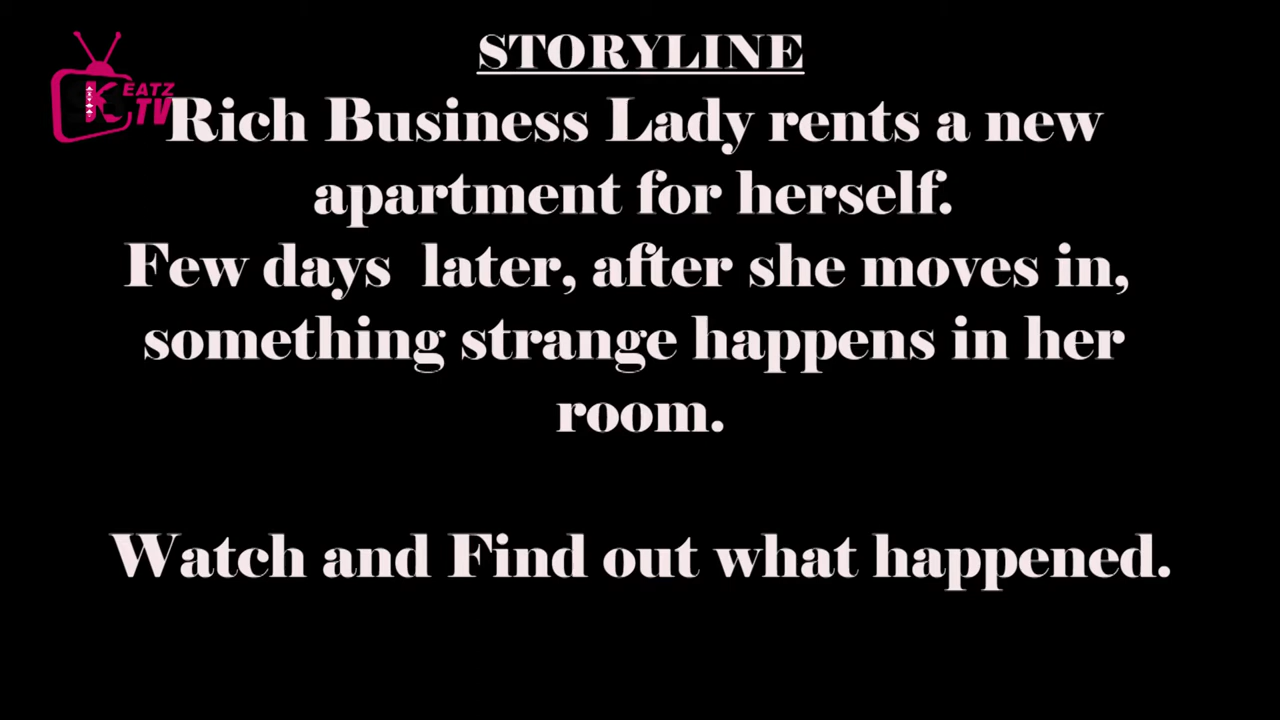 STORYLINE
KEATZ
TV
Rich Business Lady rents a new
apartment for herself.
Few days  later, after she moves in,
something strange happens in her
room.
Watch and Find out what happened.